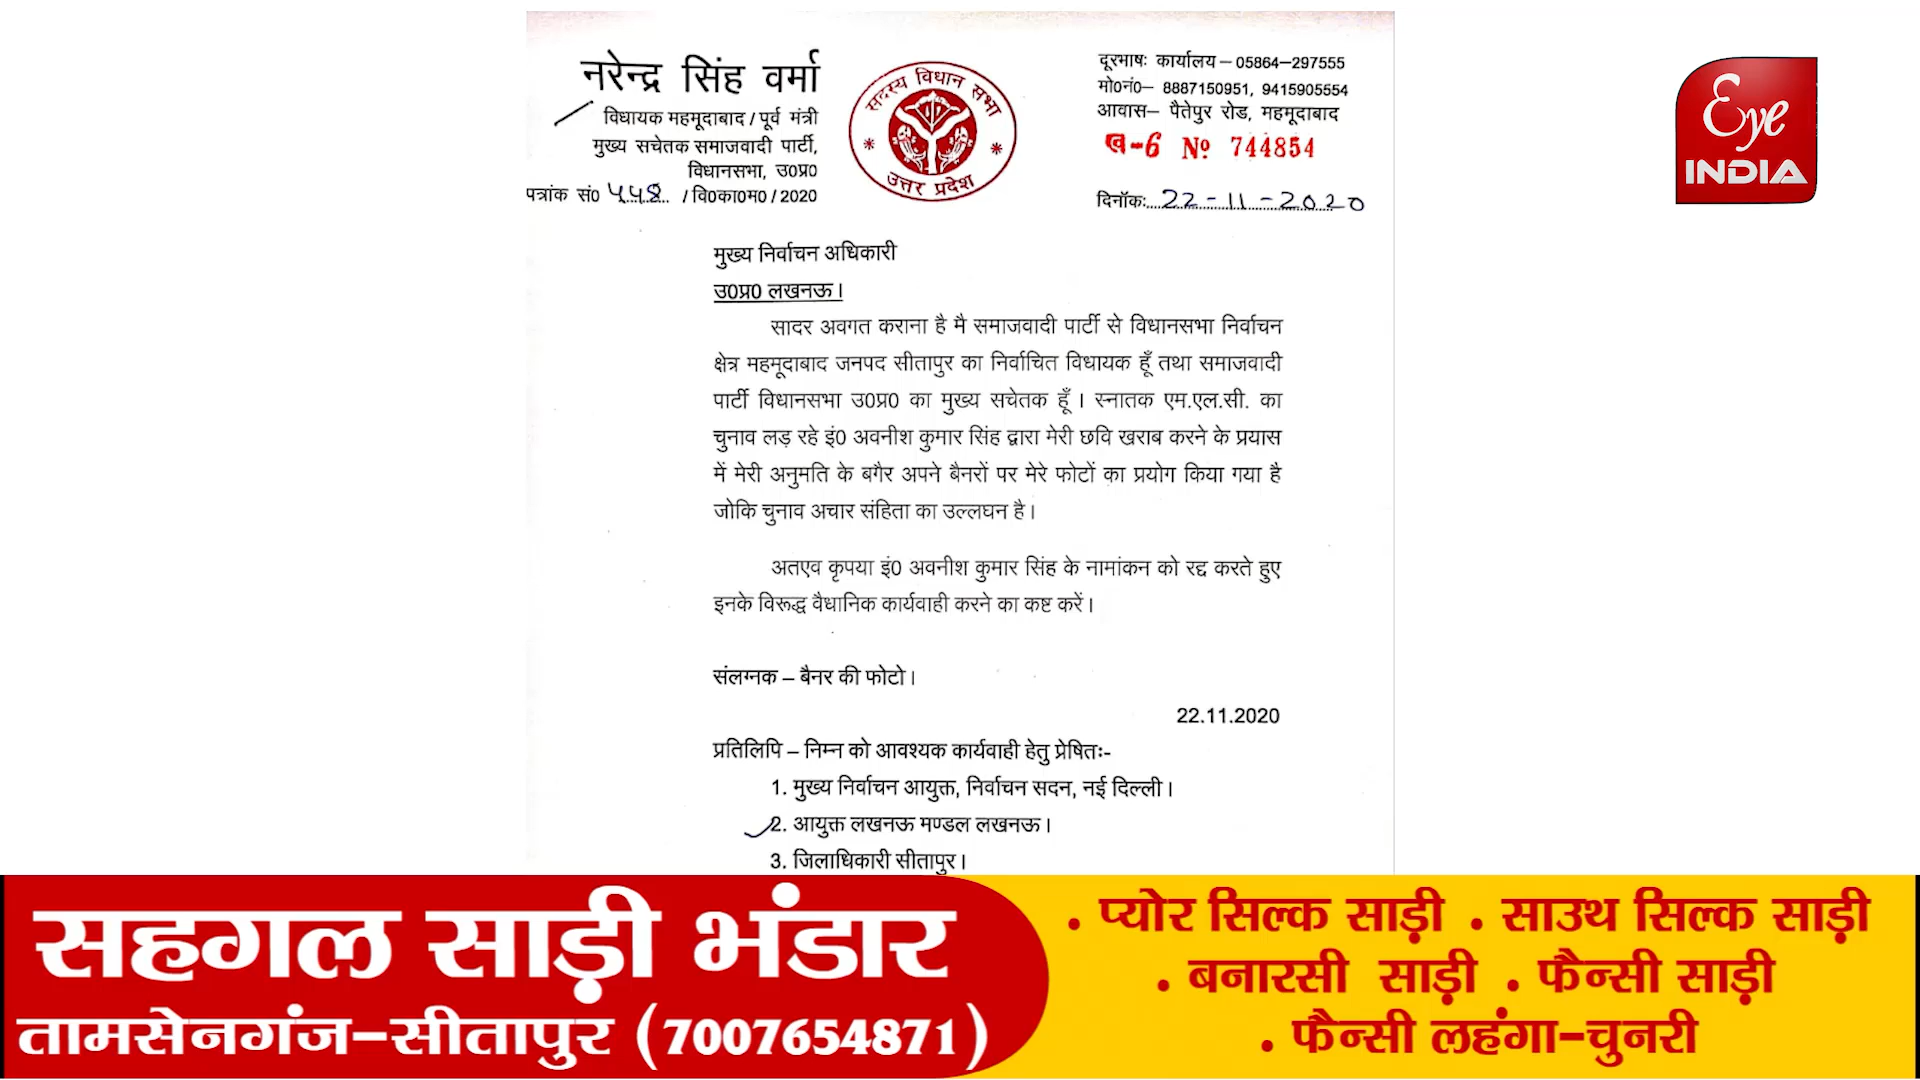 नरेन्द्र सिंह वर्मा
विधायक महमूदाबाद / पूर्व मंत्री
मुख्य सचेतक समाजवादी पार्टी,
विधानसभा, उ0प्र0
पत्रांक सं0 ५५४ / वि0का0म0 / 2020
सदस्य विधान सभा
उत्तर प्रदेश
दूरभाषः कार्यालय – 05864–297555
मो0नं0– 8887150951, 9415905554
आवास– पैतेपुर रोड, महमूदाबाद
ख-6 Nº 744854
दिनॉकः 22-11-2020
Eye
INDIA
मुख्य निर्वाचन अधिकारी
उ0प्र0 लखनऊ।
सादर अवगत कराना है मै समाजवादी पार्टी से विधानसभा निर्वाचन
क्षेत्र महमूदाबाद जनपद सीतापुर का निर्वाचित विधायक हूँ तथा समाजवादी
पार्टी विधानसभा उ0प्र0 का मुख्य सचेतक हूँ। स्नातक एम.एल.सी. का
चुनाव लड़ रहे इं0 अवनीश कुमार सिंह द्वारा मेरी छवि खराब करने के प्रयास
में मेरी अनुमति के बगैर अपने बैनरों पर मेरे फोटों का प्रयोग किया गया है
जोकि चुनाव अचार संहिता का उल्लघन है।
अतएव कृपया इं0 अवनीश कुमार सिंह के नामांकन को रद्द करते हुए
इनके विरूद्ध वैधानिक कार्यवाही करने का कष्ट करें।
संलग्नक – बैनर की फोटो।
22.11.2020
प्रतिलिपि – निम्न को आवश्यक कार्यवाही हेतु प्रेषितः-
1. मुख्य निर्वाचन आयुक्त, निर्वाचन सदन, नई दिल्ली।
2. आयुक्त लखनऊ मण्डल लखनऊ।
3. जिलाधिकारी सीतापुर।
सहगल साड़ी भंडार
तामसेनगंज-सीतापुर (7007654871)
. प्योर सिल्क साड़ी . साउथ सिल्क साड़ी
. बनारसी साड़ी . फैन्सी साड़ी
. फैन्सी लहंगा-चुनरी